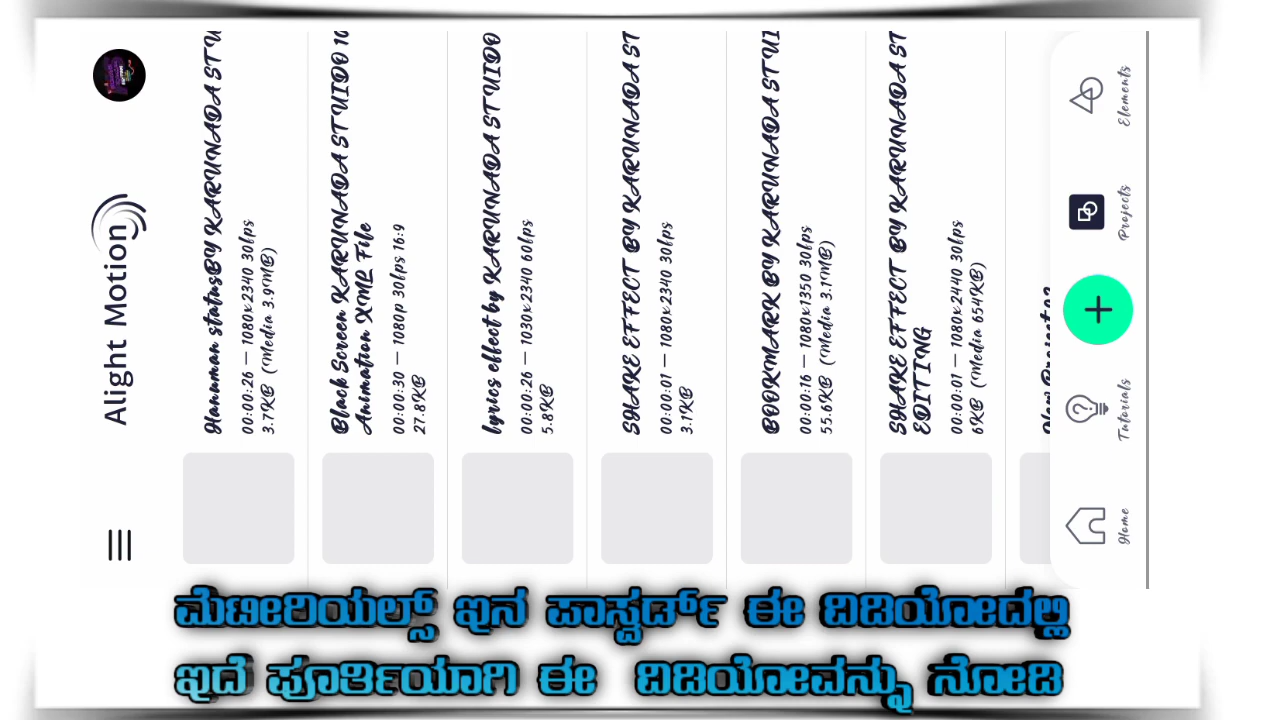 Alight Motion
Hanuman statusBY KARUNADA STU
00:00:26 — 1080x2340 30fps
3.7KB (Media 3.9MB)
Black Screen KARUNADA STUIDO 10
Animation XML File
00:00:30 — 1080p 30fps 16:9
27.8KB
lyrics effect by KARUNADA STUIDO
00:00:26 — 1030x2340 60fps
5.8KB
SHAKE EFFECT BY KARUNADA ST
00:00:01 — 1080x2340 30fps
3.1KB
BOOKMARK BY KARUNADA STUI
00:00:16 — 1080x1350 30fps
55.6KB (Media 3.1MB)
SHAKE EFFECT BY KARUNADA ST
EDITING
00:00:01 — 1080x2440 30fps
6KB (Media 654KB)
Home
Tutorials
Projects
Elements
ಮೆಟೀರಿಯಲ್ಸ್ ಇನ ಪಾಸ್ವರ್ಡ್ ಈ ವಿಡಿಯೋದಲ್ಲಿ
ಇದೆ ಪೂರ್ತಿಯಾಗಿ ಈ ವಿಡಿಯೋವನ್ನು ನೋಡಿ